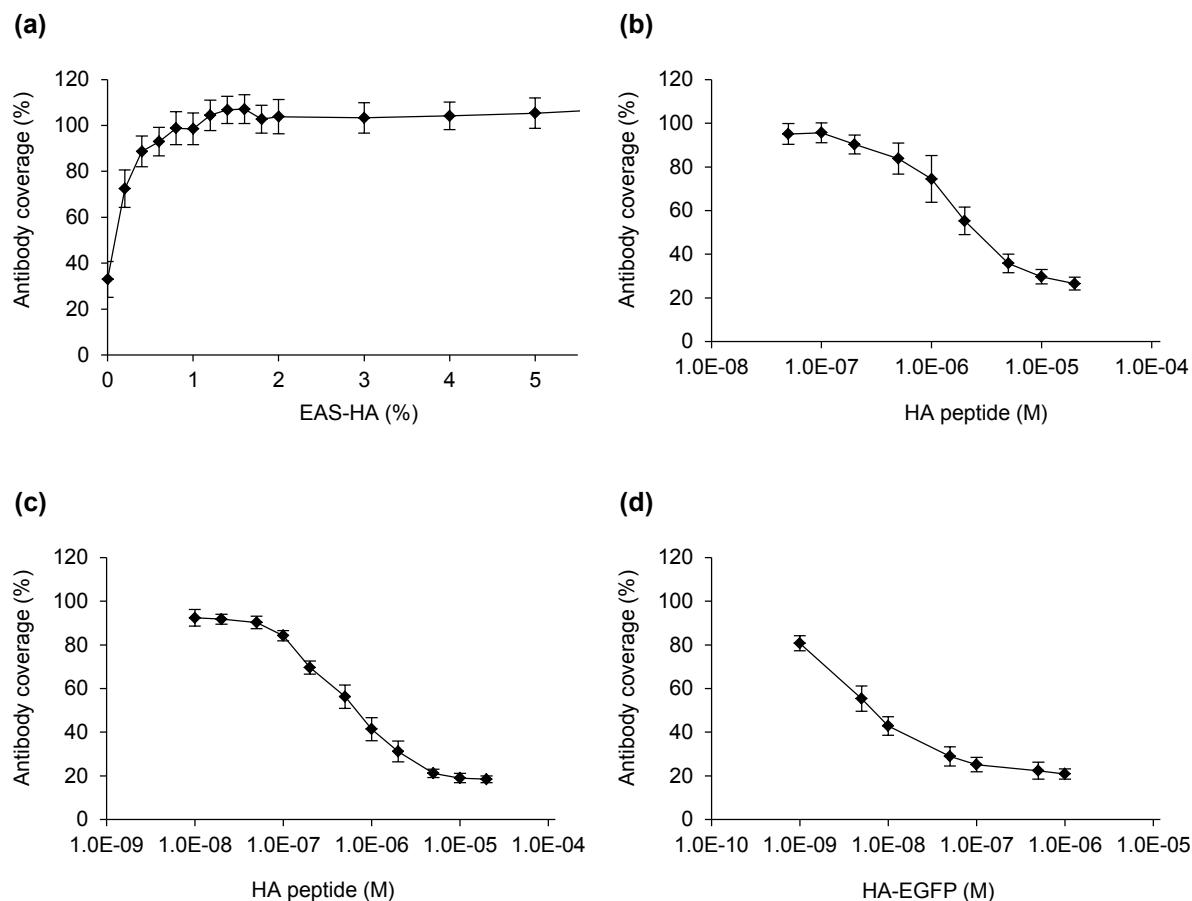 (a)
120
100
80
60
40
20
0
Antibody coverage (%)
0 1 2 3 4 5
EAS-HA (%)
(b)
120
100
80
60
40
20
0
Antibody coverage (%)
1.0E-08 1.0E-07 1.0E-06 1.0E-05 1.0E-04
HA peptide (M)
(c)
120
100
80
60
40
20
0
Antibody coverage (%)
1.0E-09 1.0E-08 1.0E-07 1.0E-06 1.0E-05 1.0E-04
HA peptide (M)
(d)
120
100
80
60
40
20
0
Antibody coverage (%)
1.0E-10 1.0E-09 1.0E-08 1.0E-07 1.0E-06 1.0E-05
HA-EGFP (M)